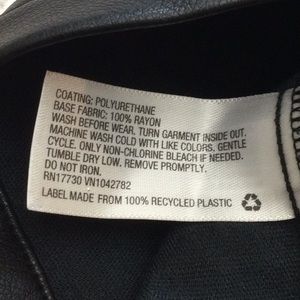 COATING: POLYURETHANE
BASE FABRIC: 100% RAYON
WASH BEFORE WEAR. TURN GARMENT INSIDE OUT.
MACHINE WASH COLD WITH LIKE COLORS. GENTLE
CYCLE. ONLY NON-CHLORINE BLEACH IF NEEDED.
TUMBLE DRY LOW. REMOVE PROMPTLY.
DO NOT IRON.
RN17730 VN1042782
LABEL MADE FROM 100% RECYCLED PLASTIC